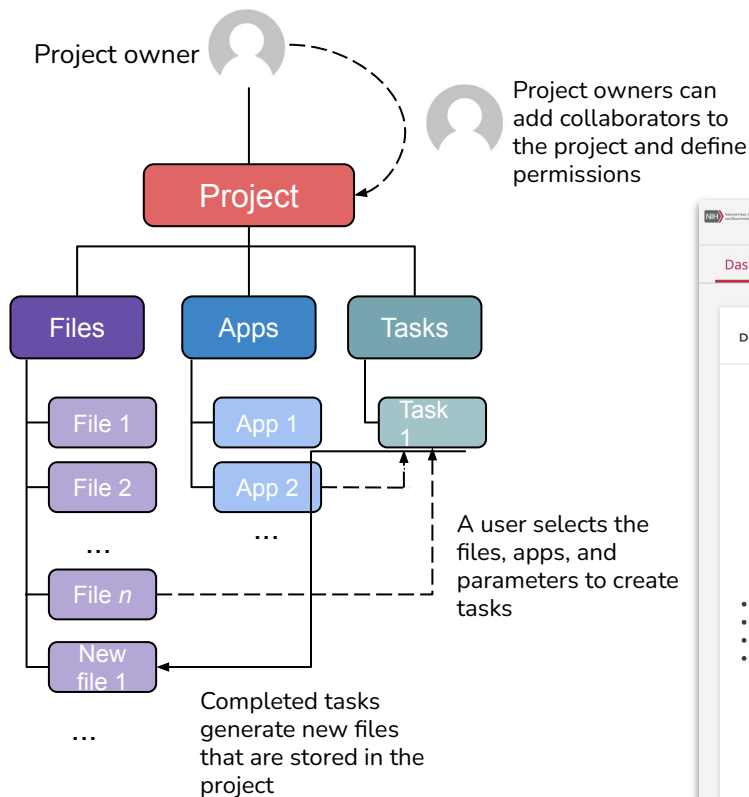 Project owner
Project owners can
add collaborators to
the project and define
permissions
Project
NIH
Das
D
Files
Apps
Tasks
File 1
App 1
Task
1
File 2
App 2
...
...
A user selects the
files, apps, and
parameters to create
tasks
File n
New
file 1
...
Completed tasks
generate new files
that are stored in the
project